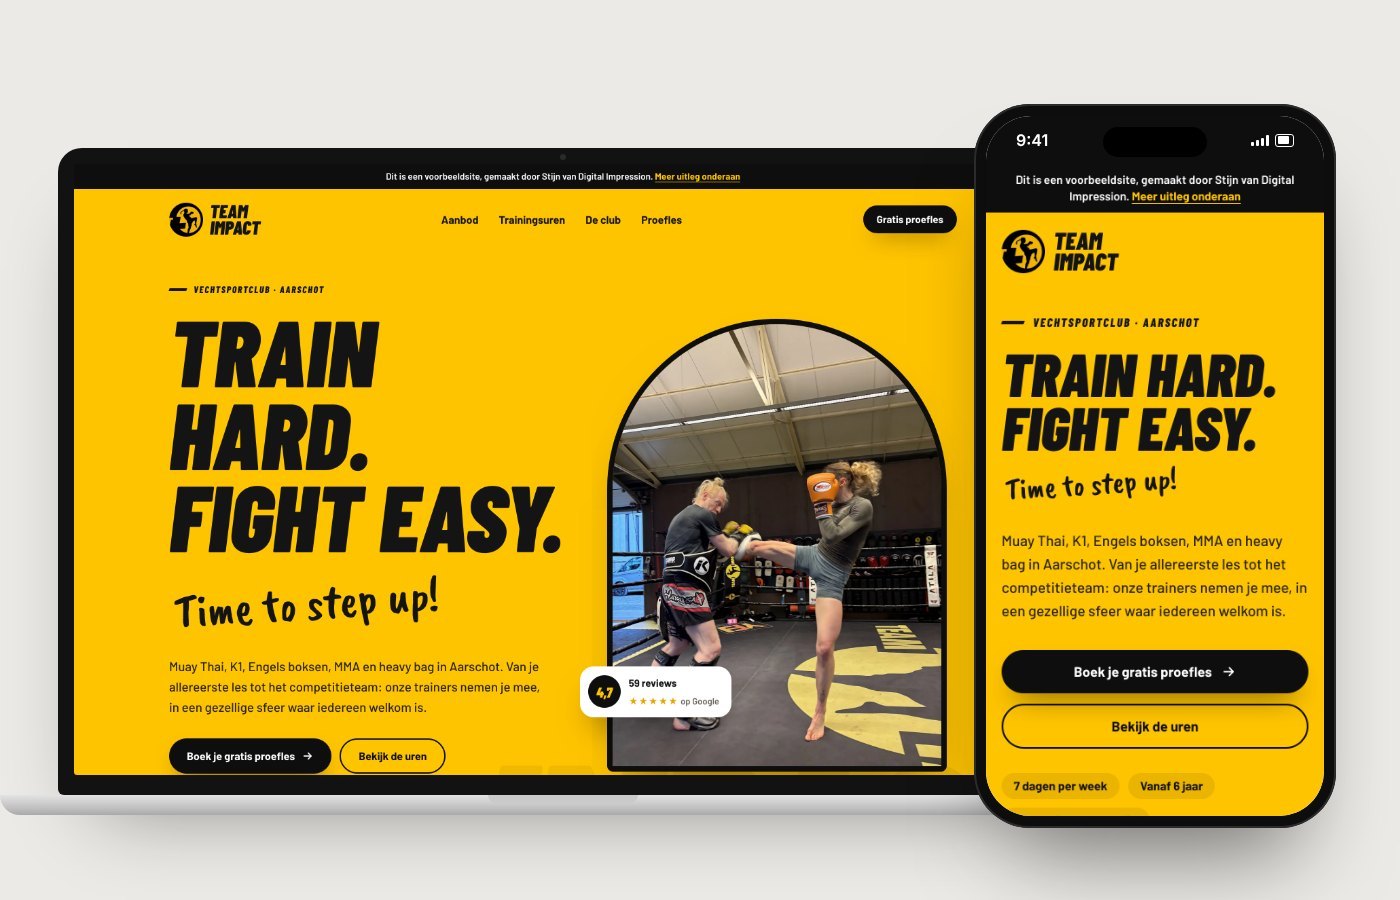 Dit is een voorbeeldsite, gemaakt door Stijn van Digital Impression. Meer uitleg onderaan
TEAM
IMPACT
Aanbod Trainingsuren De club Proefles
Gratis proefles
VECHTSPORTCLUB · AARSCHOT
TRAIN
HARD.
FIGHT EASY.
Time to step up!
Muay Thai, K1, Engels boksen, MMA en heavy bag in Aarschot. Van je
allereerste les tot het competitieteam: onze trainers nemen je mee,
in een gezellige sfeer waar iedereen welkom is.
Boek je gratis proefles →
Bekijk de uren
4,7
59 reviews
★★★★★ op Google
TEAM
9:41
Dit is een voorbeeldsite, gemaakt door Stijn van Digital
Impression. Meer uitleg onderaan
TEAM
IMPACT
VECHTSPORTCLUB · AARSCHOT
TRAIN HARD.
FIGHT EASY.
Time to step up!
Muay Thai, K1, Engels boksen, MMA en heavy
bag in Aarschot. Van je allereerste les tot het
competitieteam: onze trainers nemen je mee, in
een gezellige sfeer waar iedereen welkom is.
Boek je gratis proefles →
Bekijk de uren
7 dagen per week
Vanaf 6 jaar